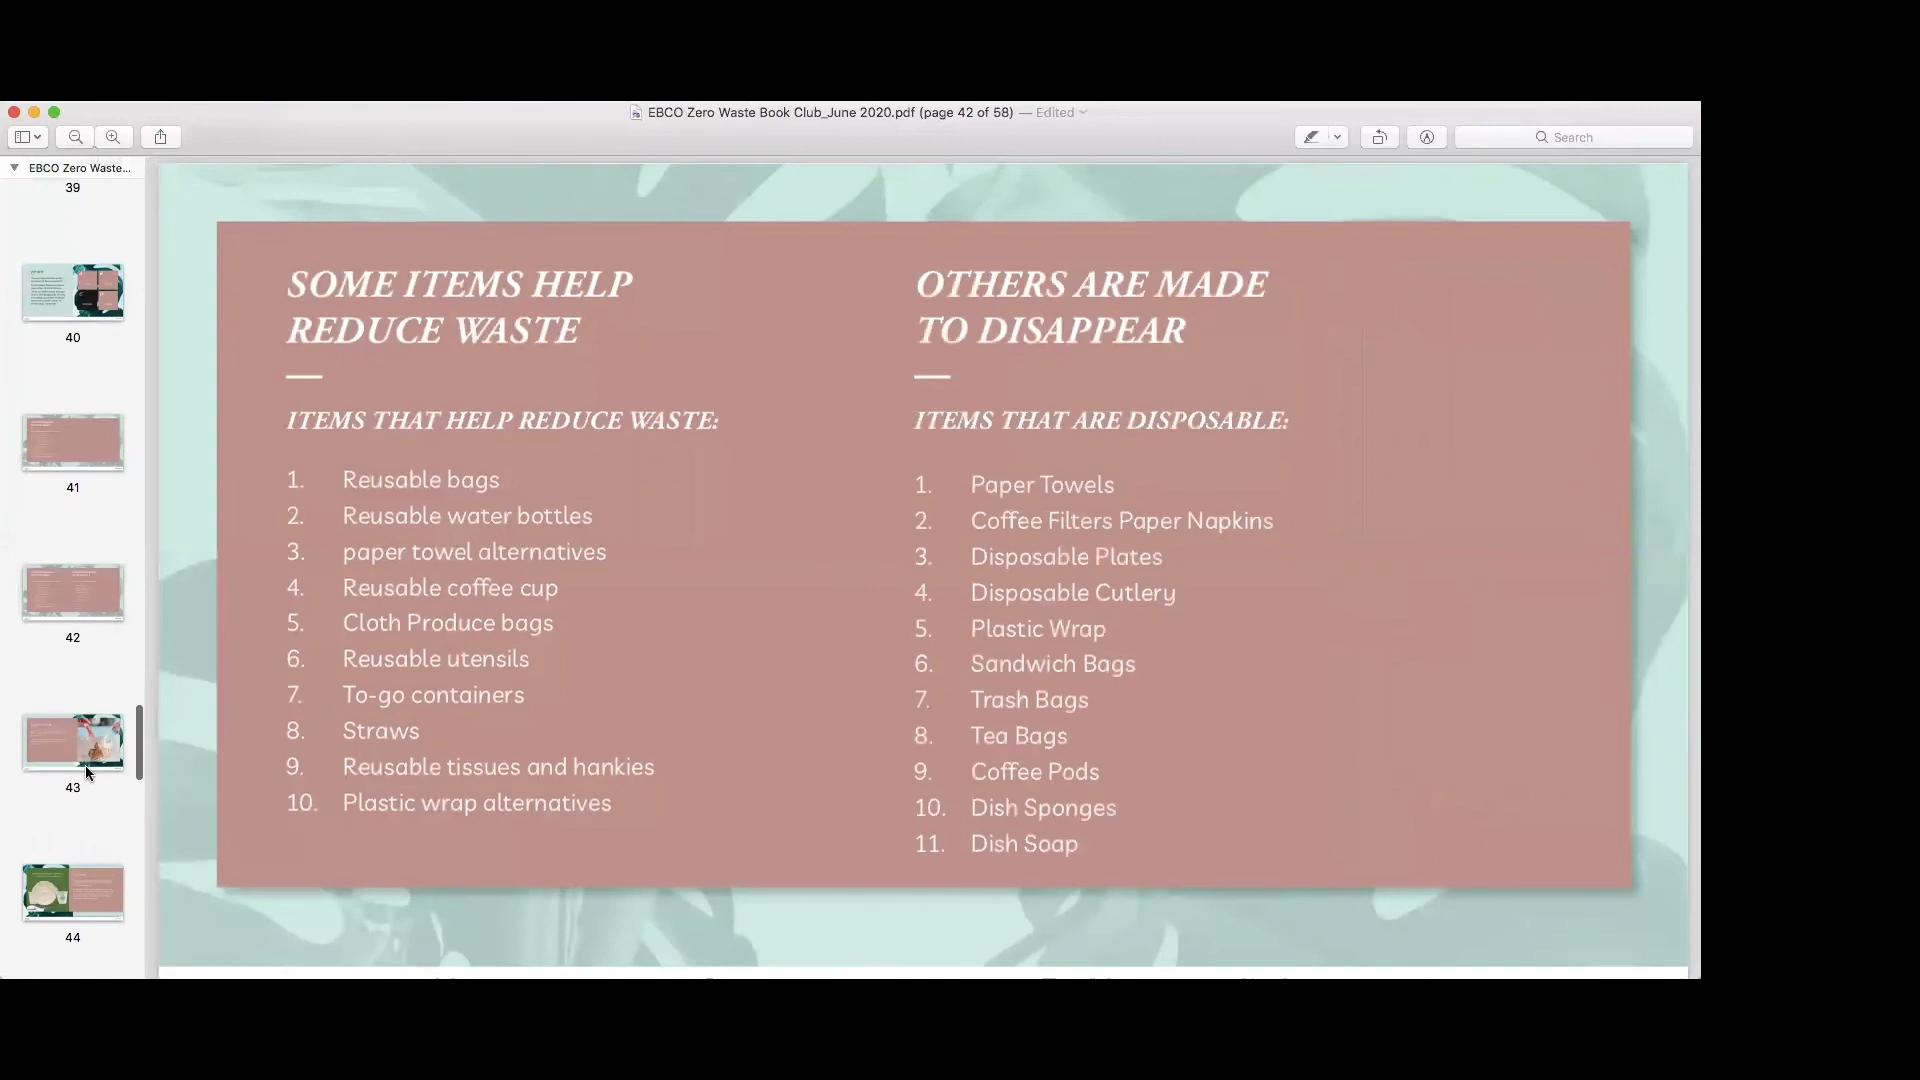 EBCO Zero Waste Book Club_June 2020.pdf (page 42 of 58) — Edited
Search
EBCO Zero Waste...
39
40
41
42
43
44
SOME ITEMS HELP
REDUCE WASTE
ITEMS THAT HELP REDUCE WASTE:
1. Reusable bags
2. Reusable water bottles
3. paper towel alternatives
4. Reusable coffee cup
5. Cloth Produce bags
6. Reusable utensils
7. To-go containers
8. Straws
9. Reusable tissues and hankies
10. Plastic wrap alternatives
OTHERS ARE MADE
TO DISAPPEAR
ITEMS THAT ARE DISPOSABLE:
1. Paper Towels
2. Coffee Filters Paper Napkins
3. Disposable Plates
4. Disposable Cutlery
5. Plastic Wrap
6. Sandwich Bags
7. Trash Bags
8. Tea Bags
9. Coffee Pods
10. Dish Sponges
11. Dish Soap